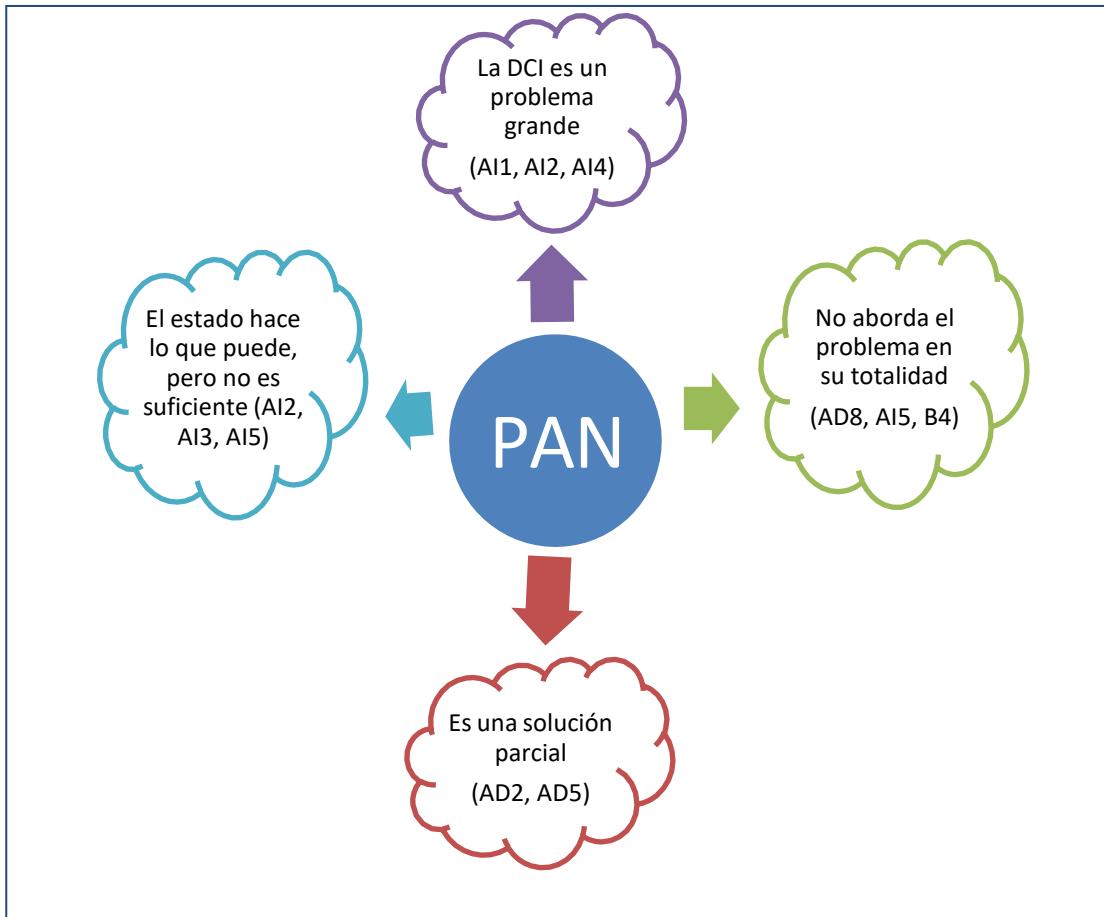 La DCI es un
problema
grande
(AI1, AI2, AI4)
El estado hace
lo que puede,
pero no es
suficiente (AI2,
AI3, AI5)
PAN
No aborda el
problema en
su totalidad
(AD8, AI5, B4)
Es una solución
parcial
(AD2, AD5)